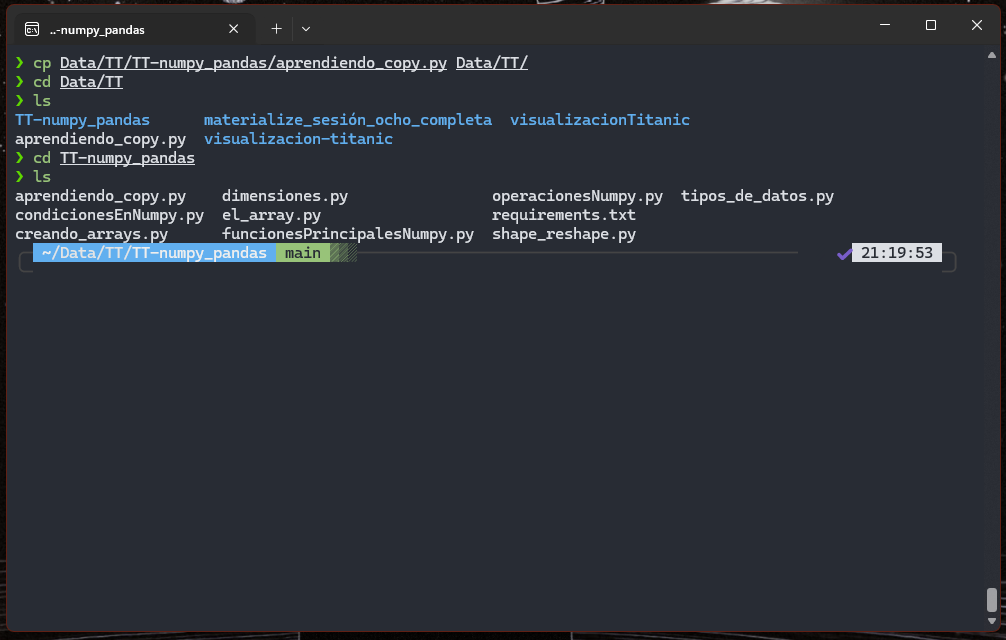 ..-numpy_pandas
❯ cp Data/TT/TT-numpy_pandas/aprendiendo_copy.py Data/TT/
❯ cd Data/TT
❯ ls
TT-numpy_pandas materialize_sesión_ocho_completa visualizacionTitanic
aprendiendo_copy.py visualizacion-titanic
❯ cd TT-numpy_pandas
❯ ls
aprendiendo_copy.py dimensiones.py operacionesNumpy.py tipos_de_datos.py
condicionesEnNumpy.py el_array.py requirements.txt
creando_arrays.py funcionesPrincipalesNumpy.py shape_reshape.py
~/Data/TT/TT-numpy_pandas main 21:19:53